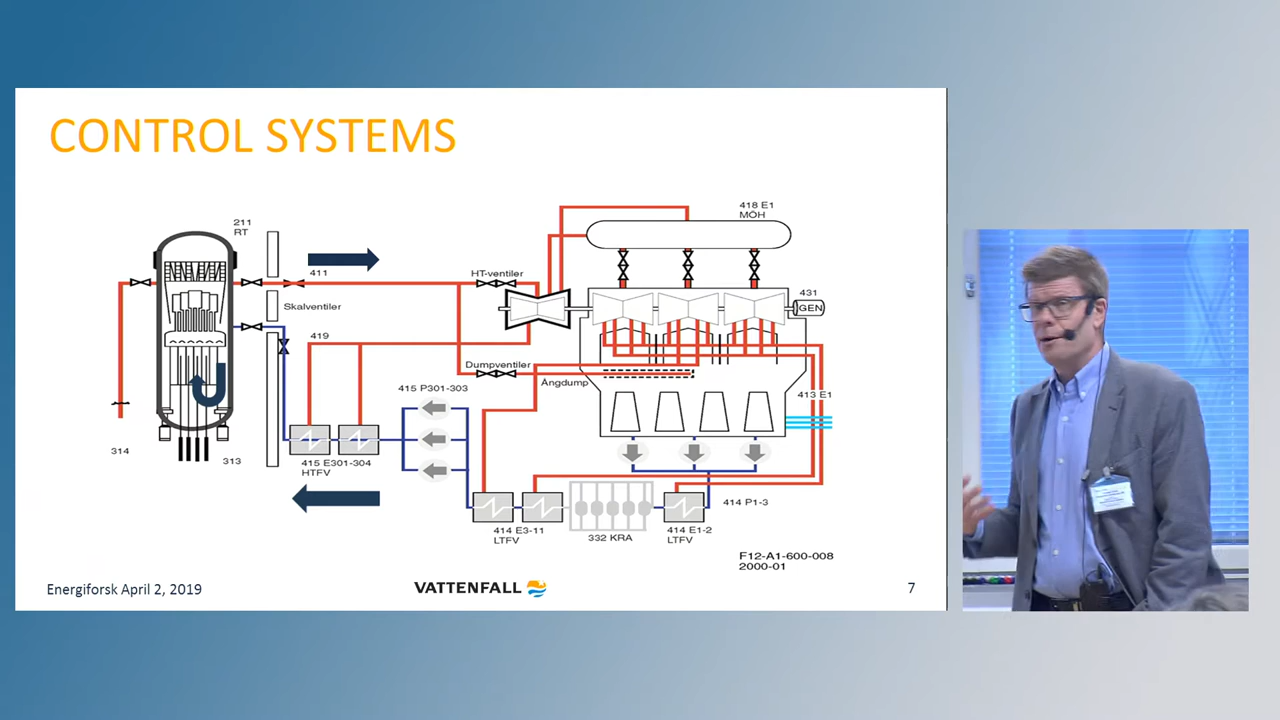 CONTROL SYSTEMS
211
RT
411
Skalventiler
419
HT-ventiler
418 E1
MÖH
431
GEN
Dumpventiler
Ångdump
415 P301-303
413 E1
314
313
415 E301-304
HTFV
414 E3-11
LTFV
332 KRA
414 E1-2
LTFV
414 P1-3
F12-A1-600-008
2000-01
Energiforsk April 2, 2019
VATTENFALL
7